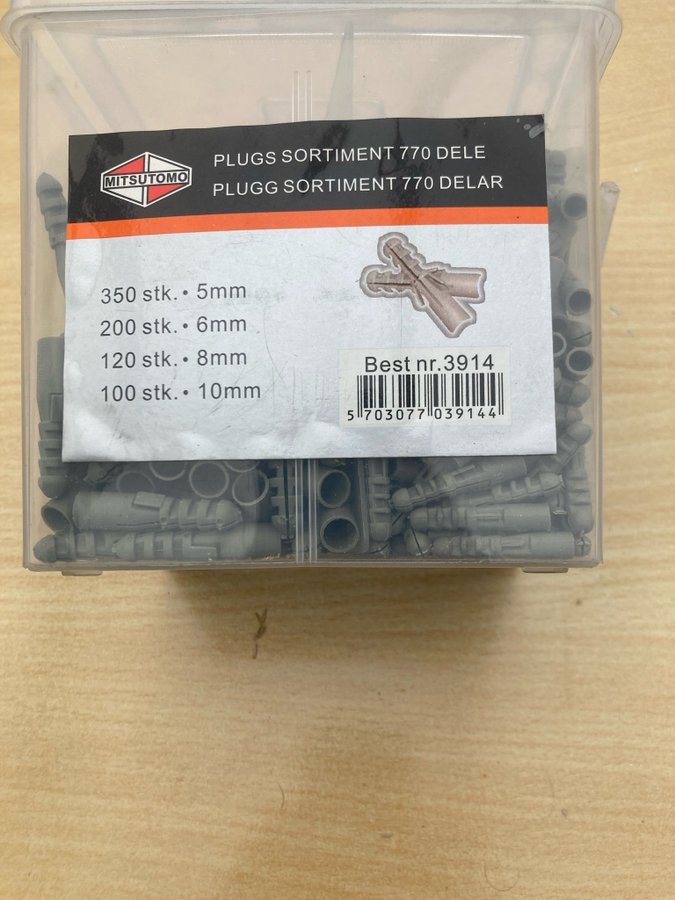 MITSUTOMO
PLUGS SORTIMENT 770 DELE
PLUGG SORTIMENT 770 DELAR
350 stk. • 5mm
200 stk. • 6mm
120 stk. • 8mm
100 stk. • 10mm
Best nr.3914
5 703077 039144